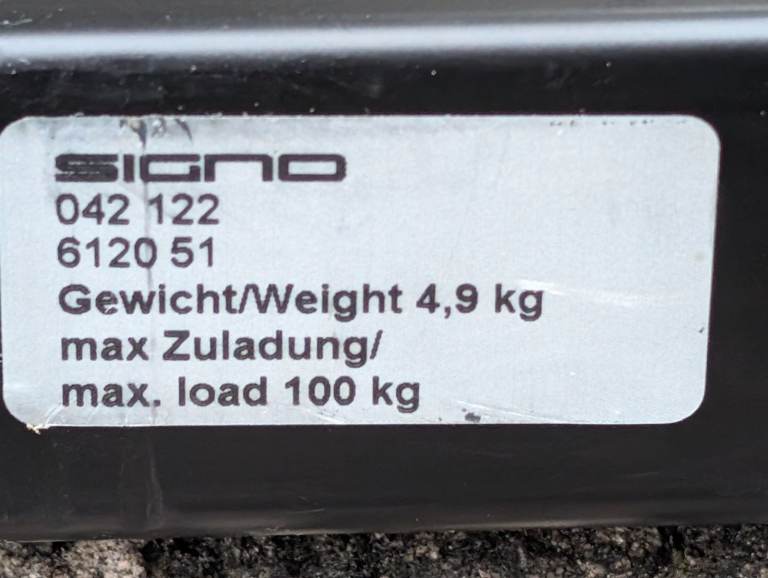 SIGNO
042 122
6120 51
Gewicht/Weight 4,9 kg
max Zuladung/
max. load 100 kg